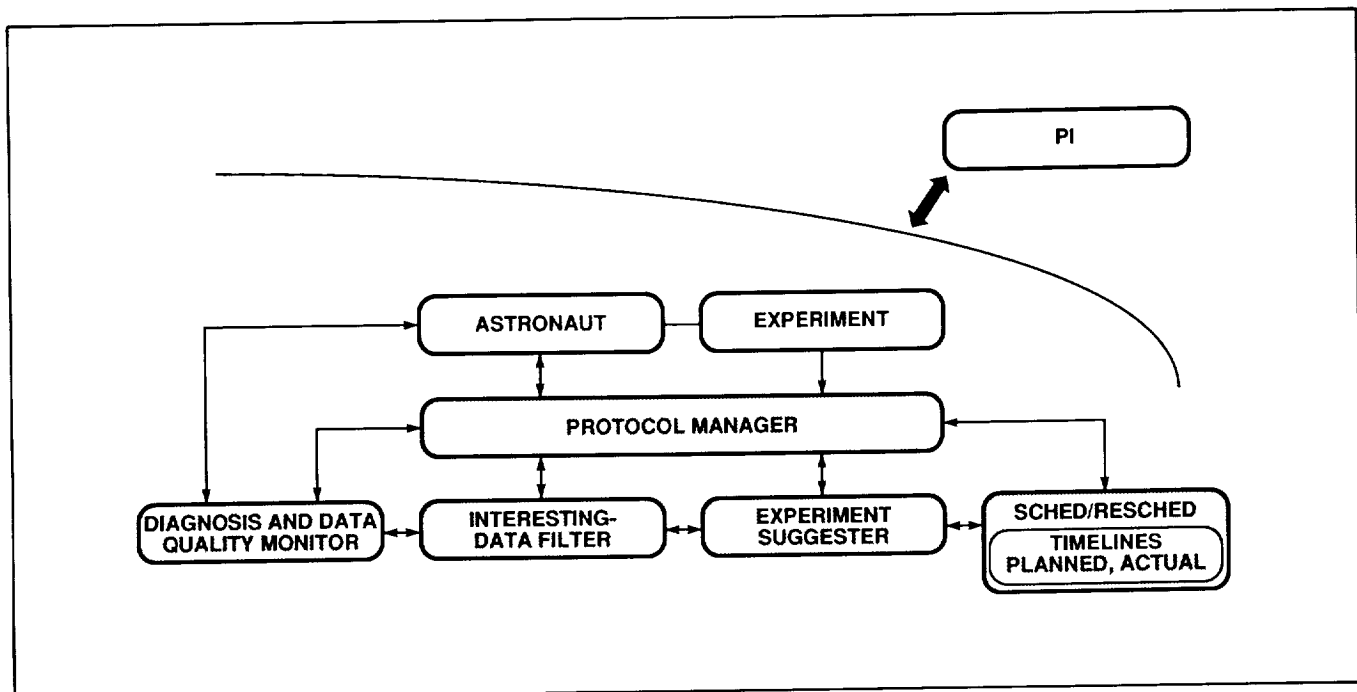 PI
ASTRONAUT
EXPERIMENT
PROTOCOL MANAGER
DIAGNOSIS AND DATA
QUALITY MONITOR
INTERESTING-
DATA FILTER
EXPERIMENT
SUGGESTER
SCHED/RESCHED
TIMELINES
PLANNED, ACTUAL